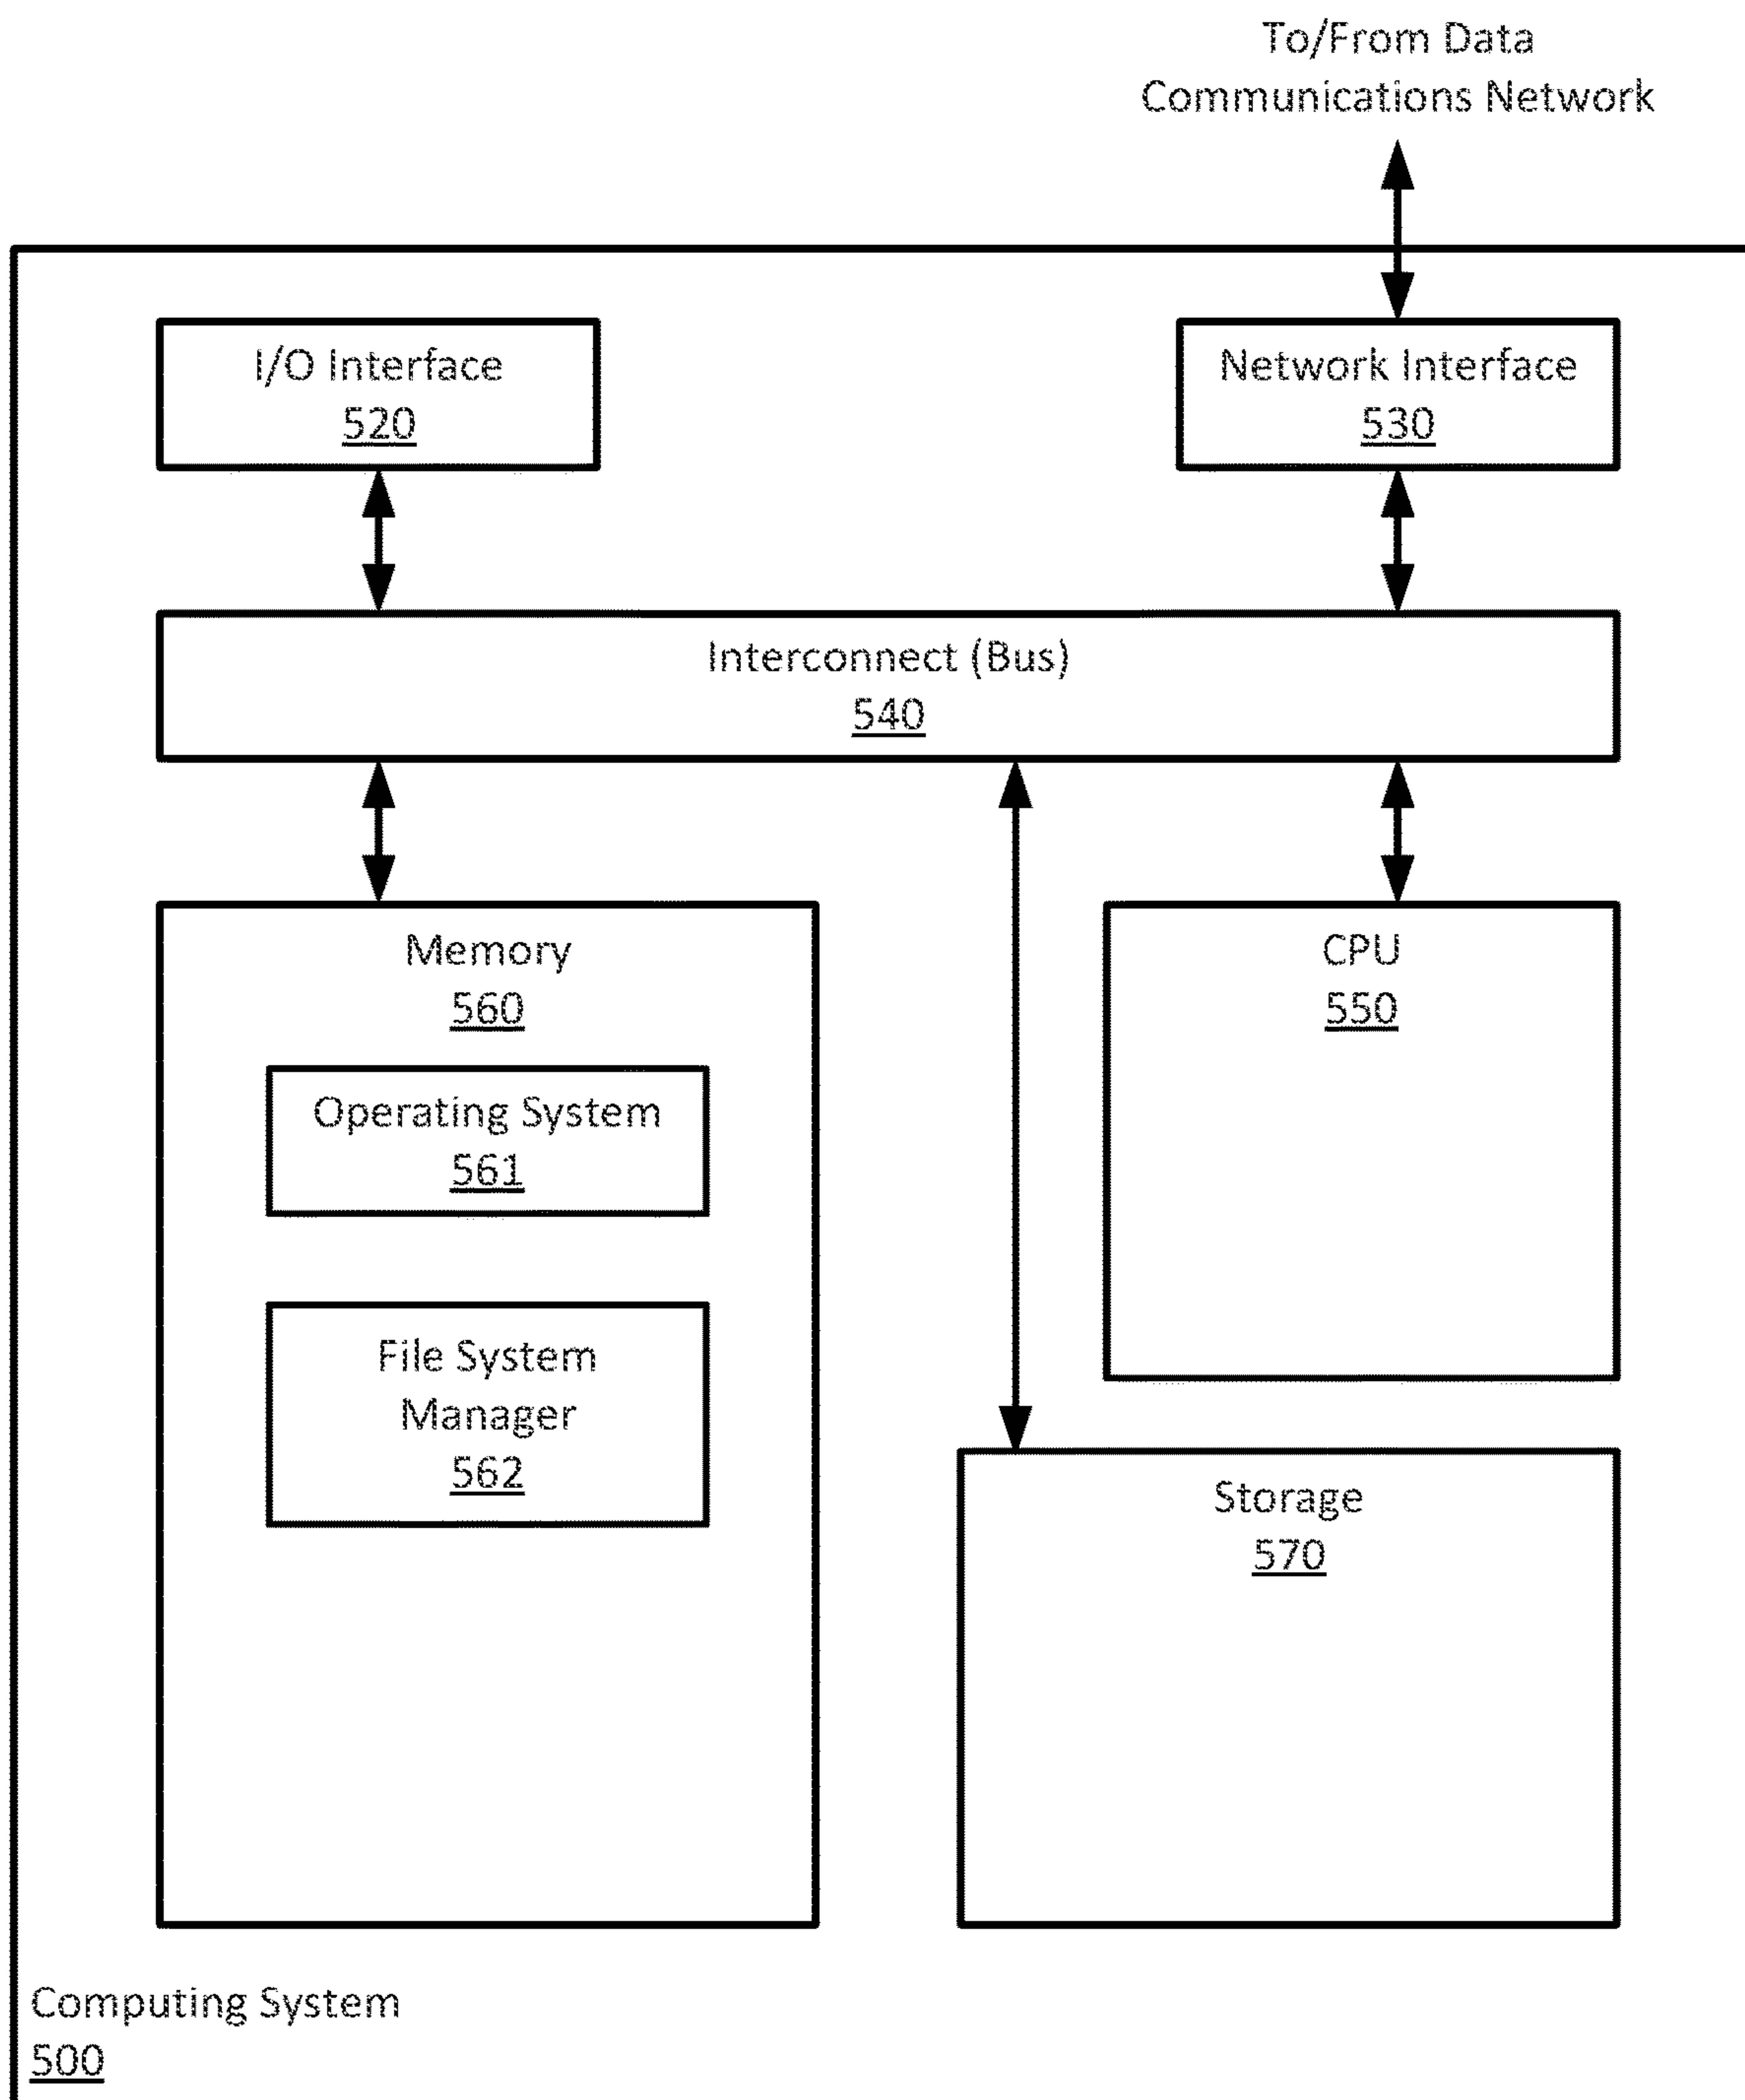 To/From Data
Communications Network
I/O Interface
520
Network Interface
530
Interconnect (Bus)
540
Memory
560
Operating System
561
File System
Manager
562
CPU
550
Storage
570
Computing System
500